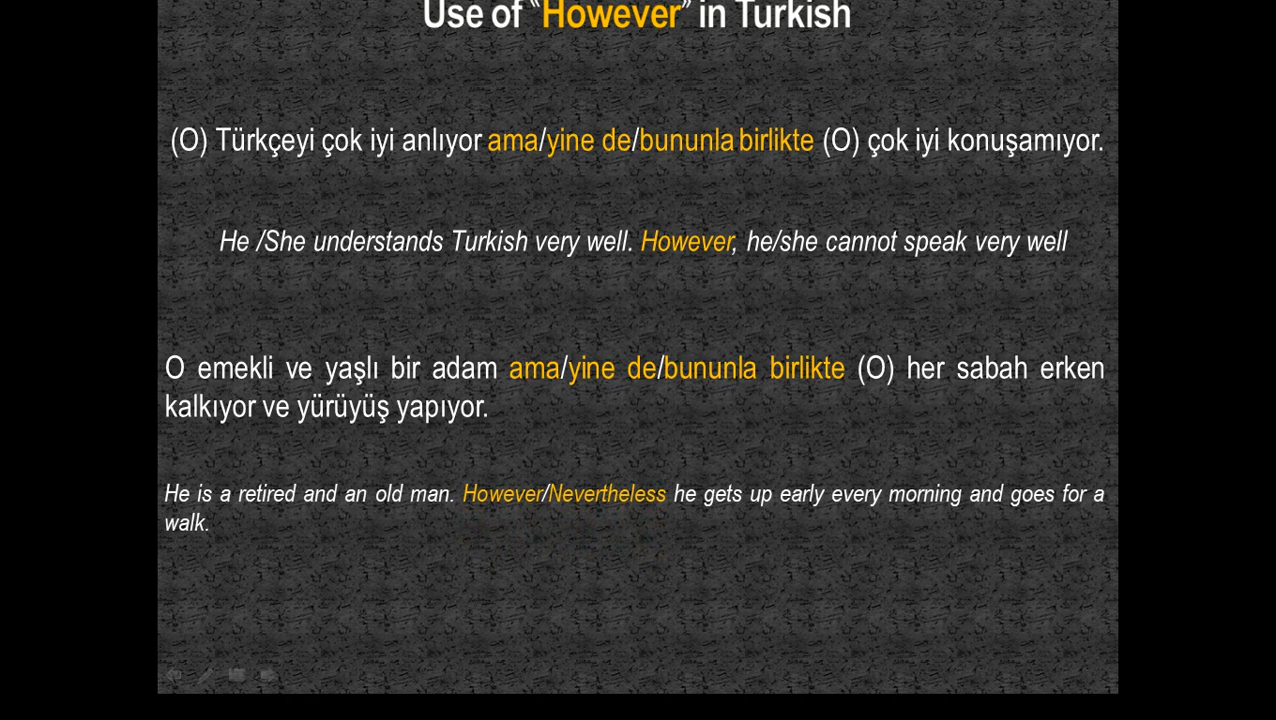 Use of “However” in Turkish
(O) Türkçeyi çok iyi anlıyor ama/yine de/bununla birlikte (O) çok iyi konuşamıyor.
He /She understands Turkish very well. However, he/she cannot speak very well
O emekli ve yaşlı bir adam ama/yine de/bununla birlikte (O) her sabah erken
kalkıyor ve yürüyüş yapıyor.
He is a retired and an old man. However/Nevertheless he gets up early every morning and goes for a
walk.